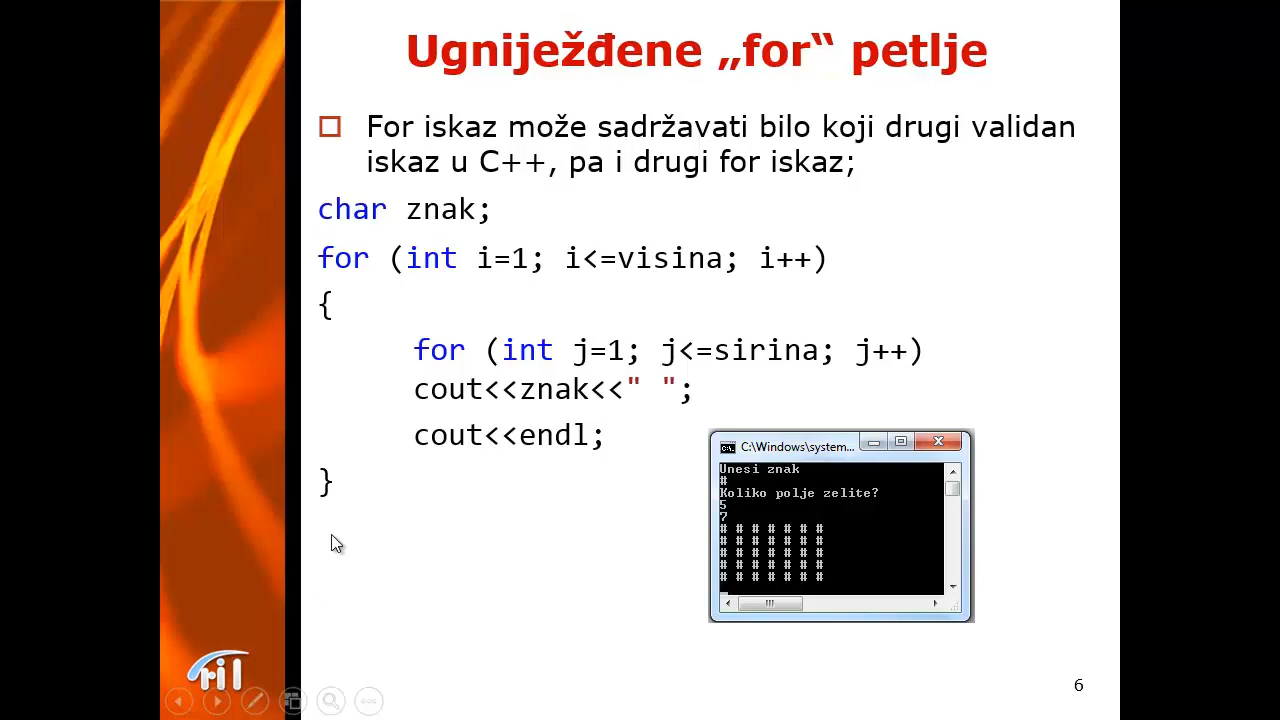 Ugniježđene „for“ petlje
For iskaz može sadržavati bilo koji drugi validan
iskaz u C++, pa i drugi for iskaz;
char znak;
for (int i=1; i<=visina; i++)
{
for (int j=1; j<=sirina; j++)
cout<<znak<<" ";
cout<<endl;
}
C:\Windows\system...
Unesi znak
#
Koliko polje zelite?
5
7
# # # # # # #
# # # # # # #
# # # # # # #
# # # # # # #
# # # # # # #
ril
6